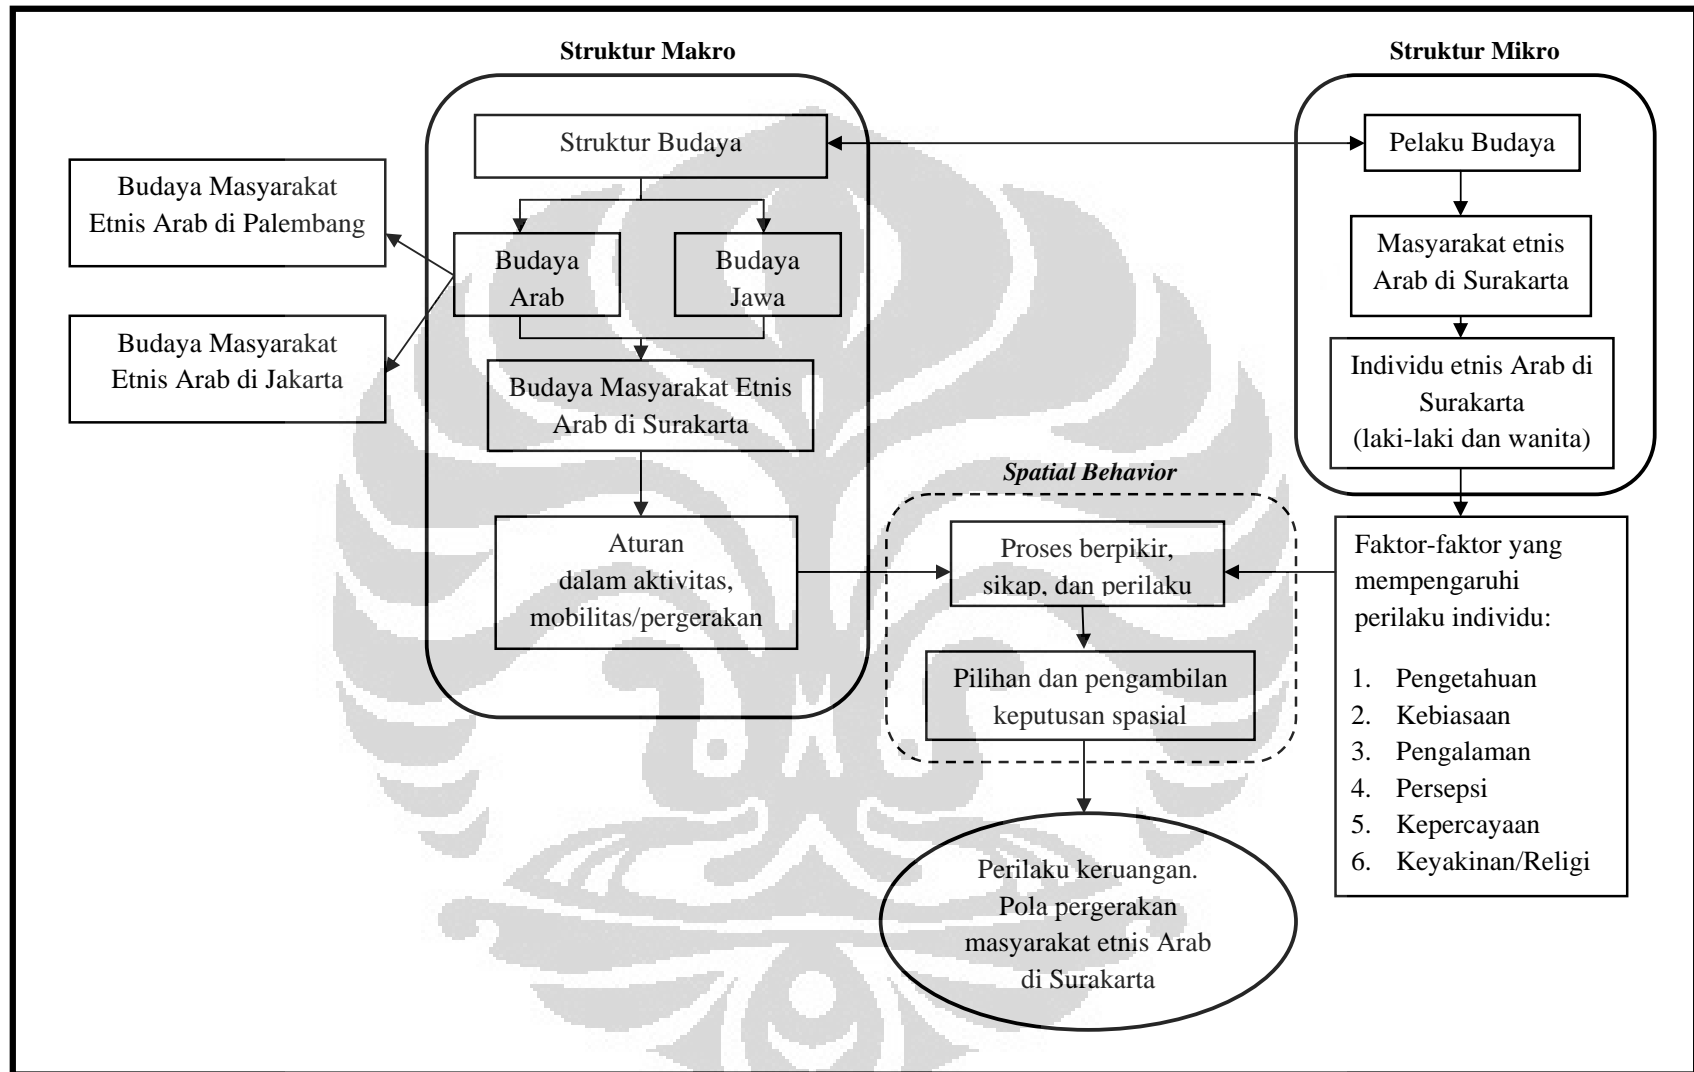 Struktur Makro
Struktur Mikro
Struktur Budaya
Pelaku Budaya
Budaya Masyarakat
Etnis Arab di Palembang
Budaya
Arab
Budaya
Jawa
Masyarakat etnis
Arab di Surakarta
Budaya Masyarakat
Etnis Arab di Jakarta
Budaya Masyarakat Etnis
Arab di Surakarta
Individu etnis Arab di
Surakarta
(laki-laki dan wanita)
Spatial Behavior
Aturan
dalam aktivitas,
mobilitas/pergerakan
Proses berpikir,
sikap, dan perilaku
Pilihan dan pengambilan
keputusan spasial
Faktor-faktor yang
mempengaruhi
perilaku individu:
1. Pengetahuan
2. Kebiasaan
3. Pengalaman
4. Persepsi
5. Kepercayaan
6. Keyakinan/Religi
Perilaku keruangan.
Pola pergerakan
masyarakat etnis Arab
di Surakarta